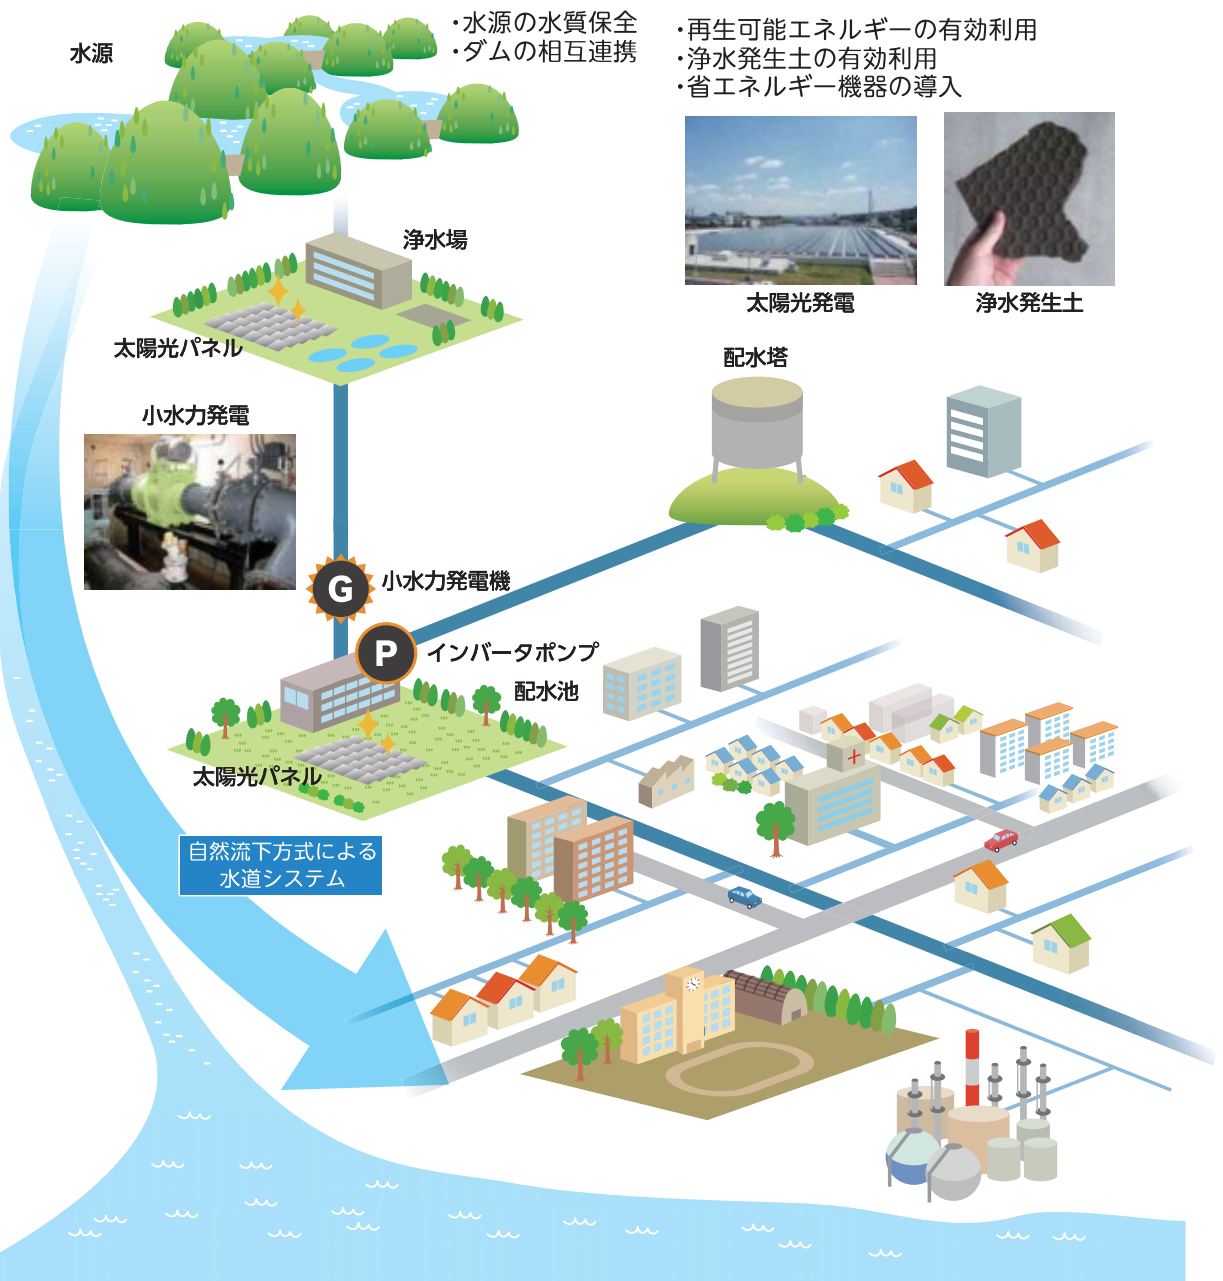 水源
・水源の水質保全
・ダムの相互連携
・再生可能エネルギーの有効利用
・浄水発生土の有効利用
・省エネルギー機器の導入
太陽光発電
浄水発生土
浄水場
太陽光パネル
配水塔
小水力発電
G
小水力発電機
P
インバータポンプ
配水池
太陽光パネル
自然流下方式による
水道システム